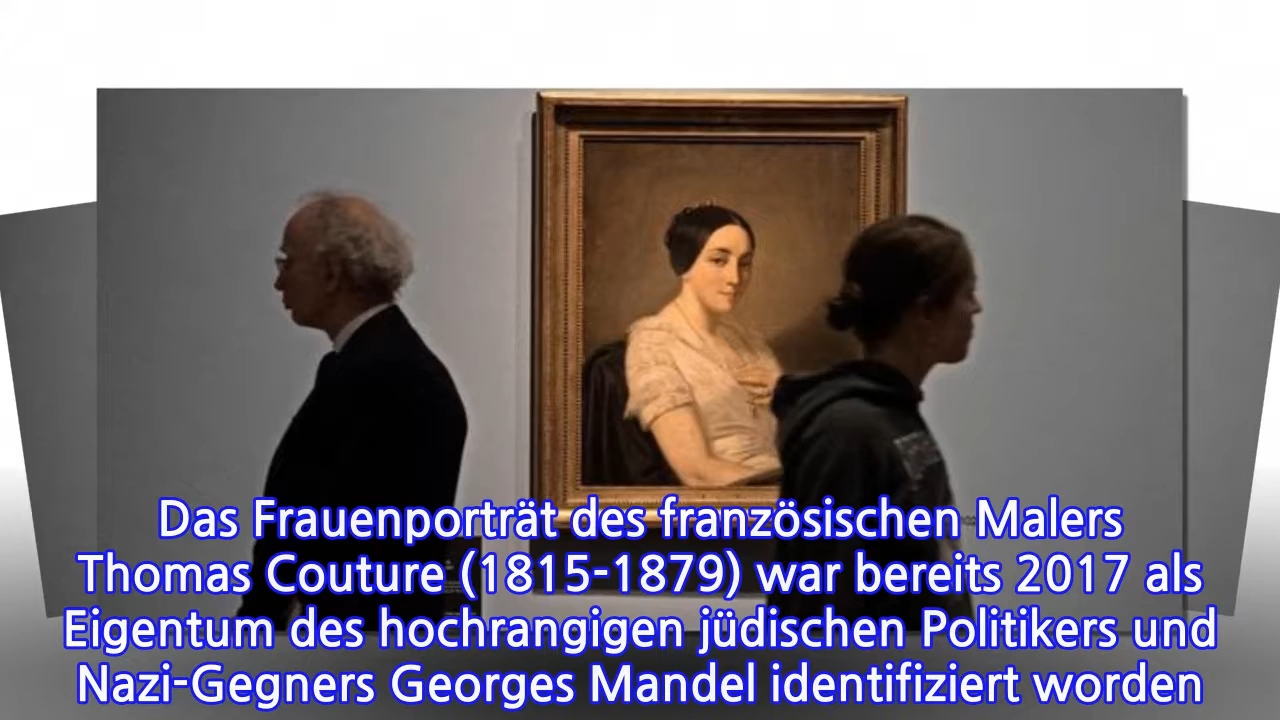 Das Frauenporträt des französischen Malers
Thomas Couture (1815-1879) war bereits 2017 als
Eigentum des hochrangigen jüdischen Politikers und
Nazi-Gegners Georges Mandel identifiziert worden